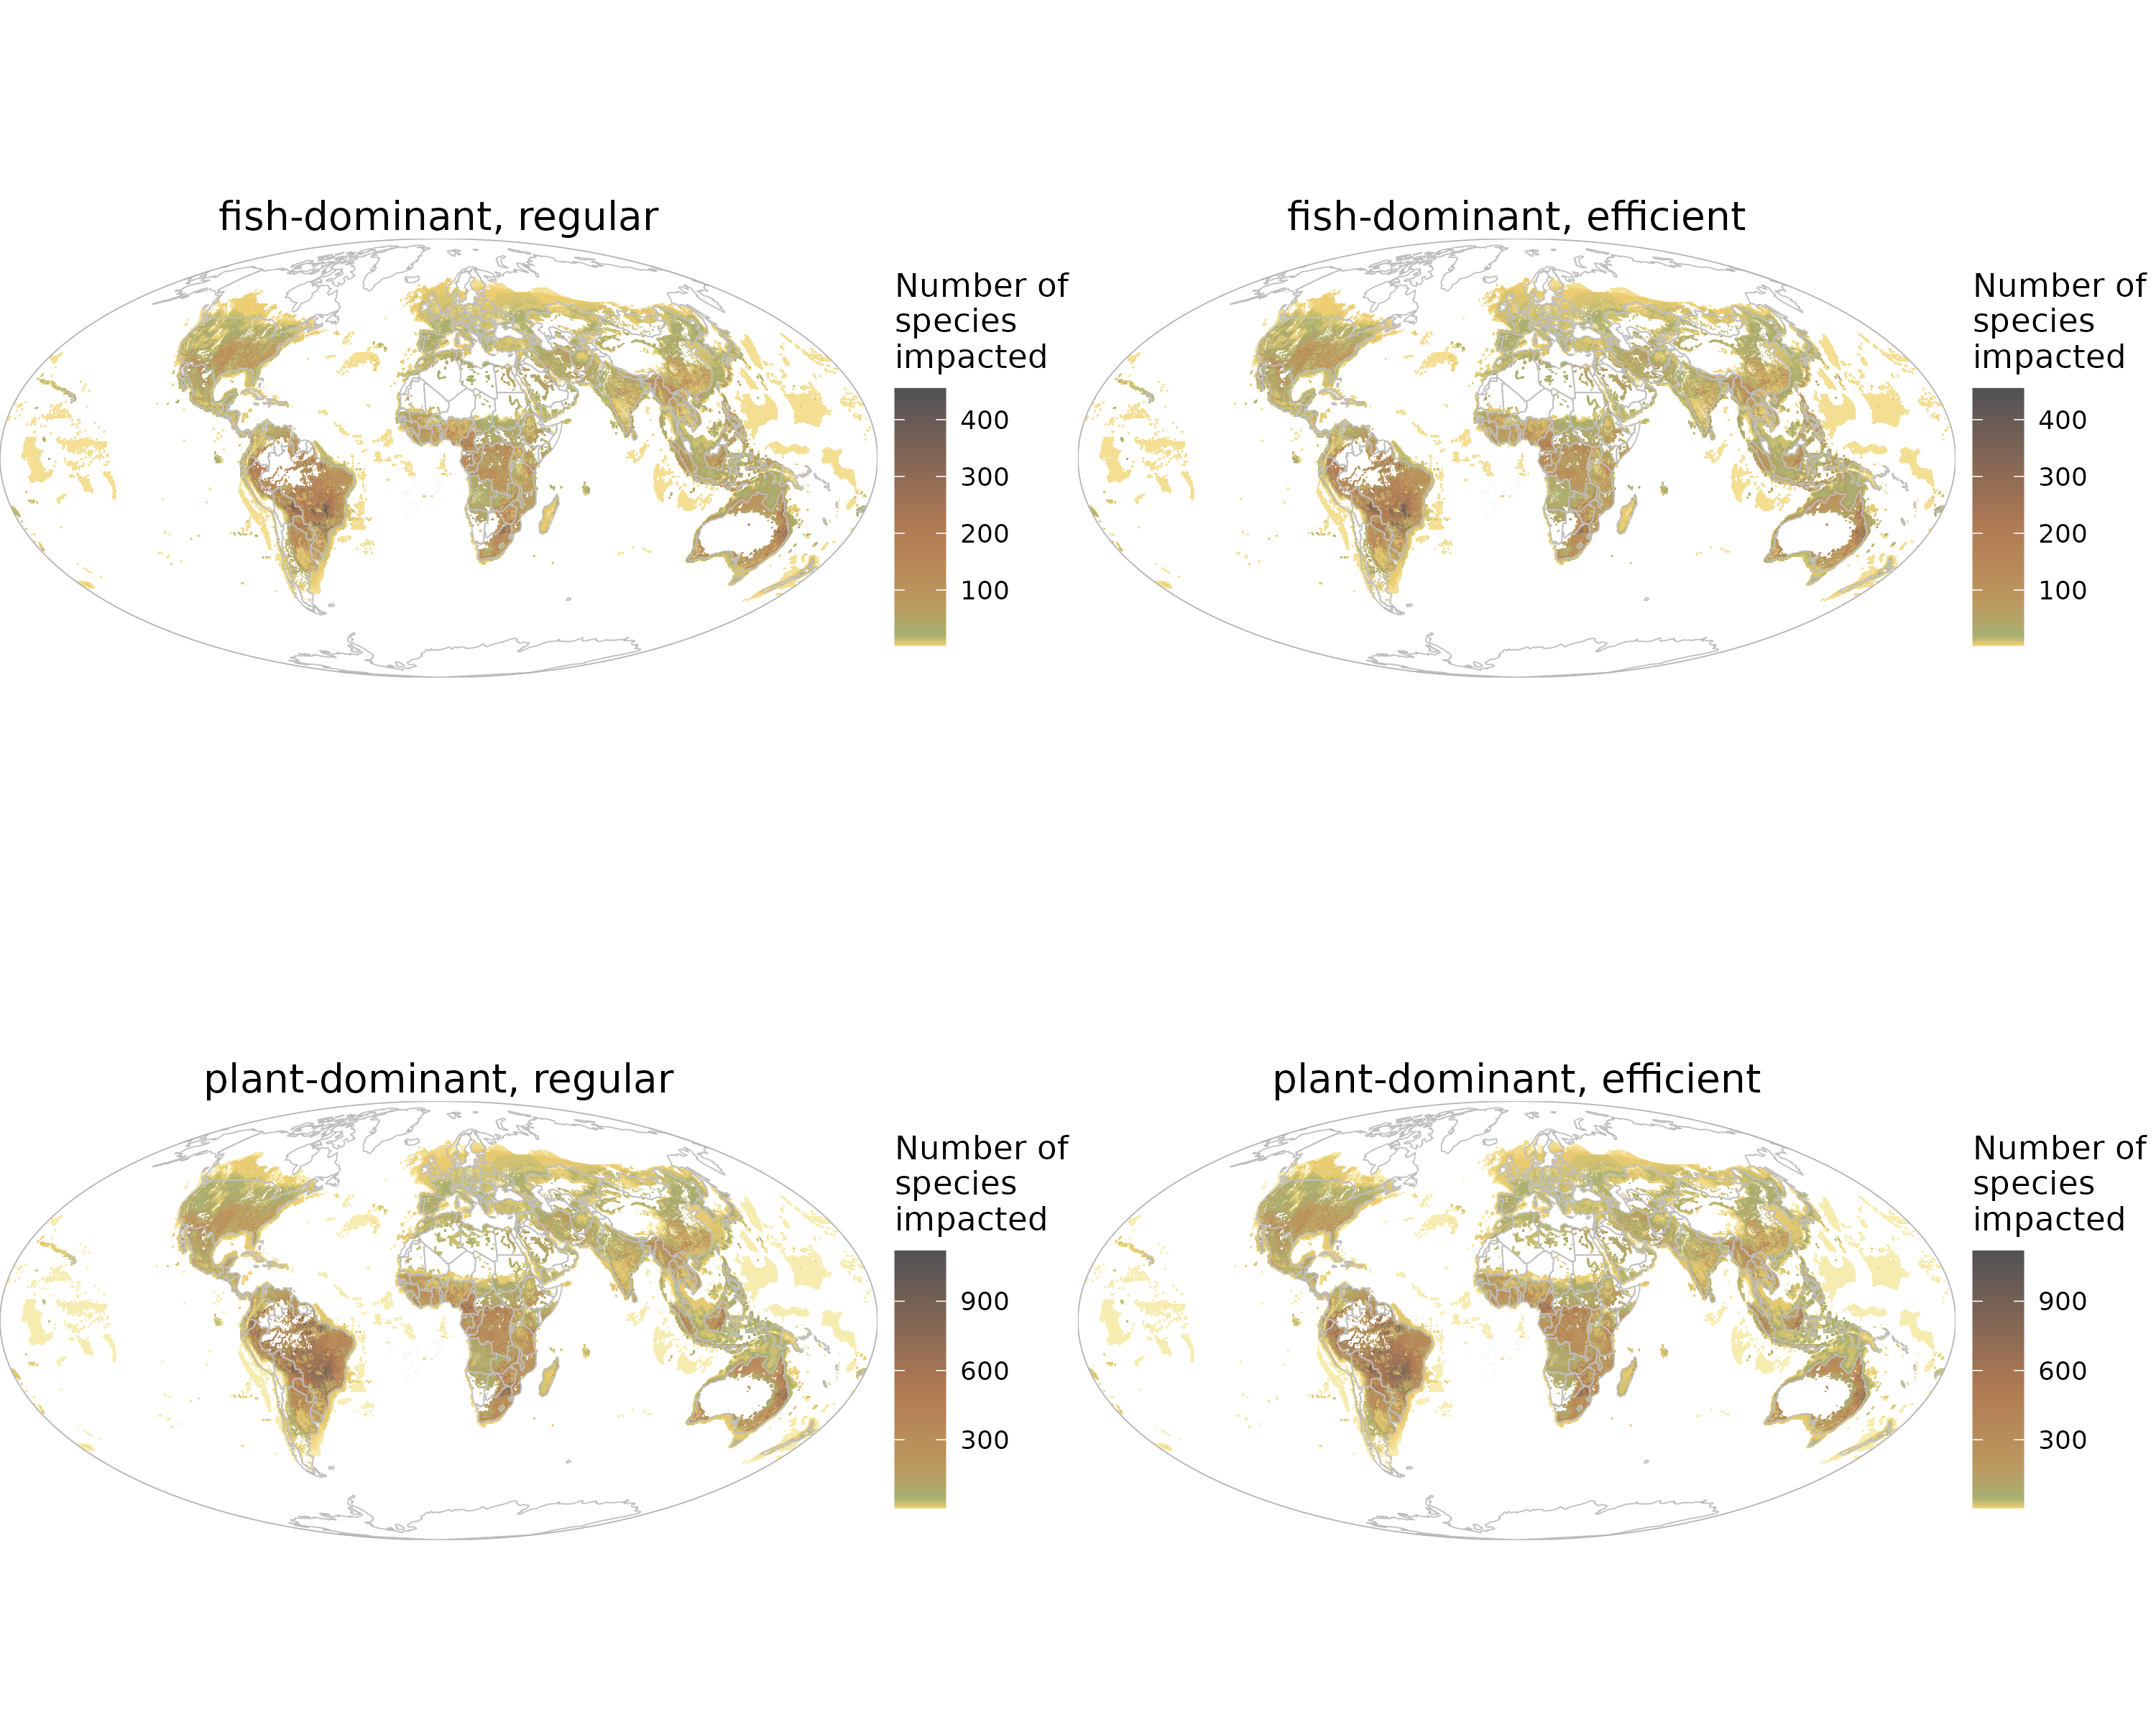 fish-dominant, regular
Number of
species
impacted
400
300
200
100
fish-dominant, efficient
Number of
species
impacted
400
300
200
100
plant-dominant, regular
Number of
species
impacted
900
600
300
plant-dominant, efficient
Number of
species
impacted
900
600
300